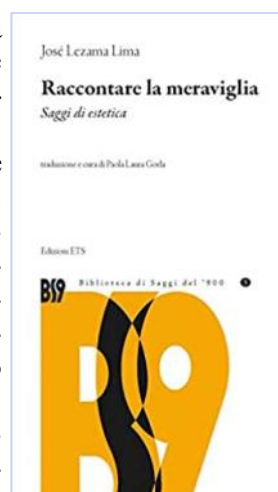 José Lezama Lima
Raccontare la meraviglia
Saggi di estetica
traduzione e cura di Paola Laura Gorla
Edizioni ETS
BS9 Biblioteca di Saggi del '900
BS9